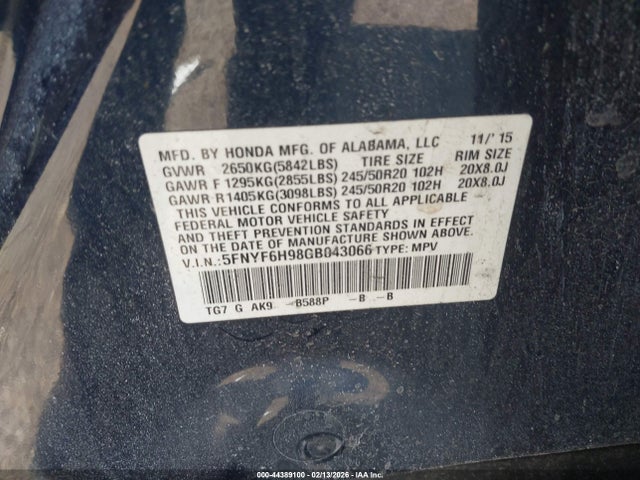 MFD. BY HONDA MFG. OF ALABAMA, LLC 11/'15
GVWR 2650KG(5842LBS) TIRE SIZE RIM SIZE
GAWR F 1295KG(2855LBS) 245/50R20 102H 20X8.0J
GAWR R 1405KG(3098LBS) 245/50R20 102H 20X8.0J
THIS VEHICLE CONFORMS TO ALL APPLICABLE
FEDERAL MOTOR VEHICLE SAFETY
THEFT PREVENTION STANDARDS IN EFFECT
ON THE DATE OF MANUFACTURE SHOWN ABOVE.
V.I.N.: 5FNYF6H98GB043066 TYPE: MPV
TG7 G AK9 -B588P -B -B
000-44389100 - 02/13/2026 - IAA Inc.